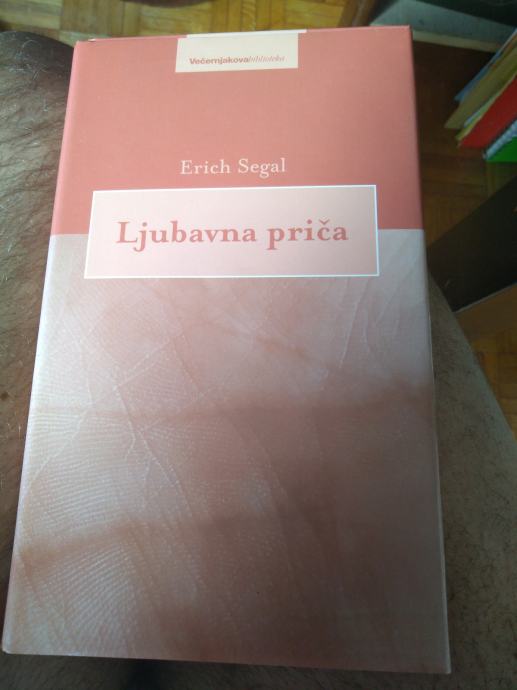 Večernjakovabiblioteka
Erich Segal
Ljubavna priča